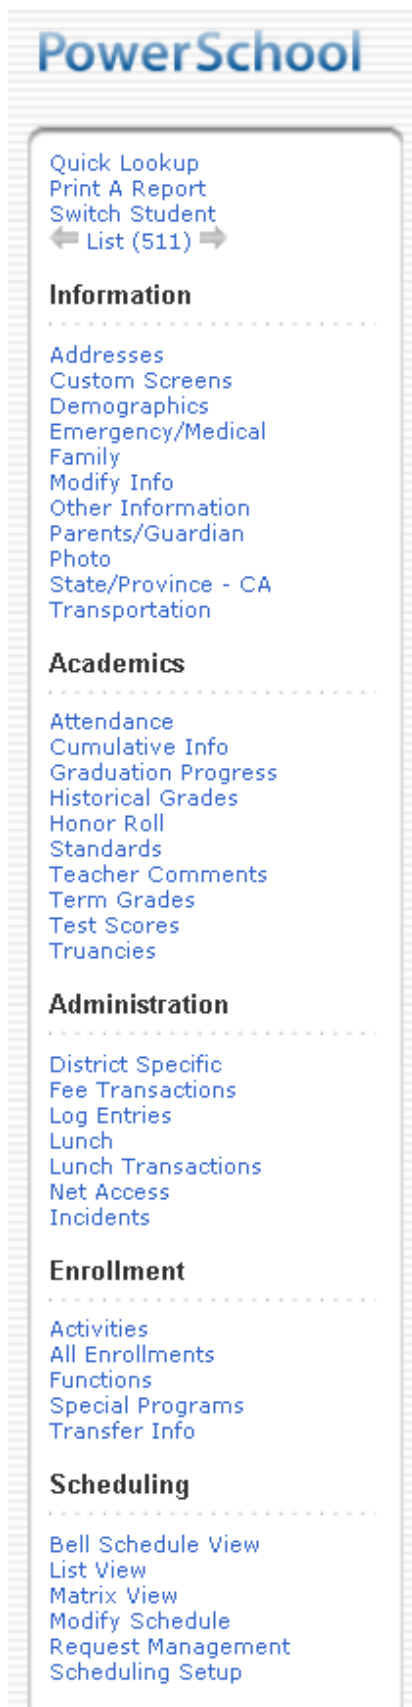 PowerSchool
Quick Lookup
Print A Report
Switch Student
List (511)
Information
Addresses
Custom Screens
Demographics
Emergency/Medical
Family
Modify Info
Other Information
Parents/Guardian
Photo
State/Province - CA
Transportation
Academics
Attendance
Cumulative Info
Graduation Progress
Historical Grades
Honor Roll
Standards
Teacher Comments
Term Grades
Test Scores
Truancies
Administration
District Specific
Fee Transactions
Log Entries
Lunch
Lunch Transactions
Net Access
Incidents
Enrollment
Activities
All Enrollments
Functions
Special Programs
Transfer Info
Scheduling
Bell Schedule View
List View
Matrix View
Modify Schedule
Request Management
Scheduling Setup